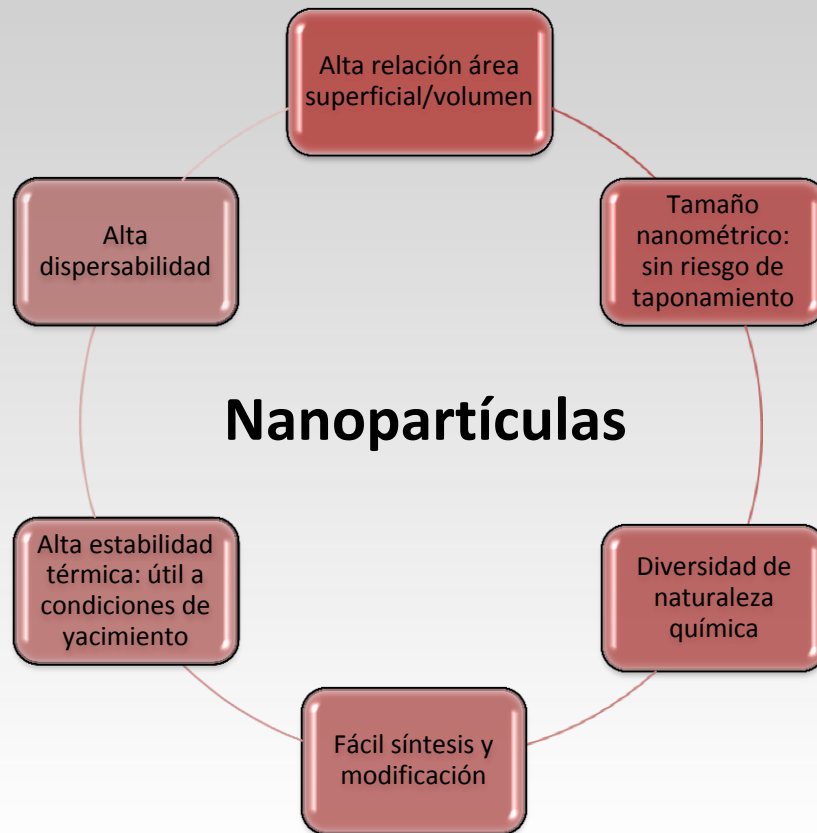 Alta relación área
superficial/volumen
Tamaño
nanométrico:
sin riesgo de
taponamiento
Alta
dispersabilidad
Nanopartículas
Alta estabilidad
térmica: útil a
condiciones de
yacimiento
Diversidad de
naturaleza
química
Fácil síntesis y
modificación